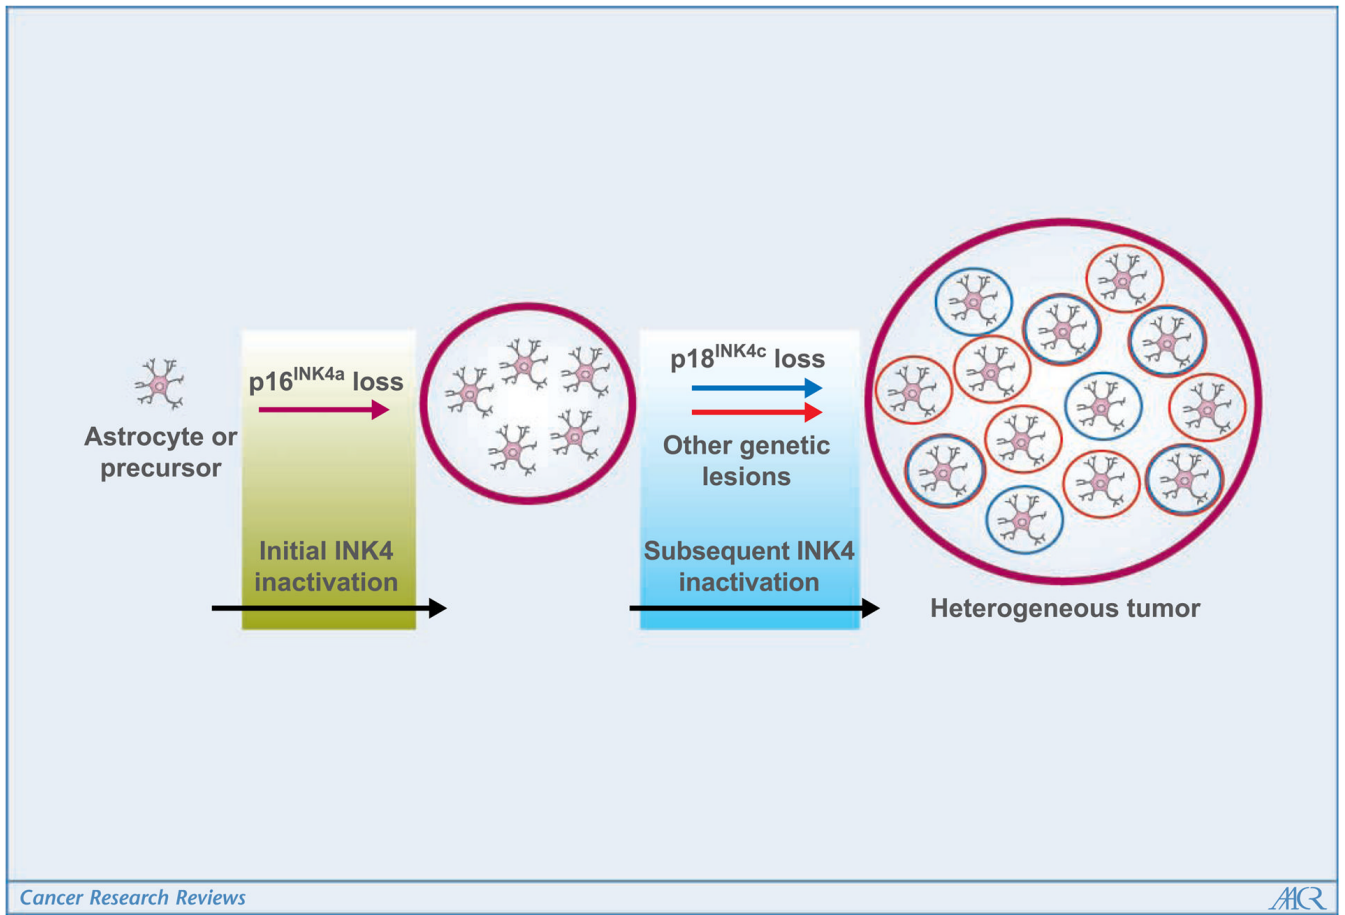 Astrocyte or
precursor
p16INK4a loss
Initial INK4
inactivation
p18INK4c loss
Other genetic
lesions
Subsequent INK4
inactivation
Heterogeneous tumor
Cancer Research Reviews
AACR